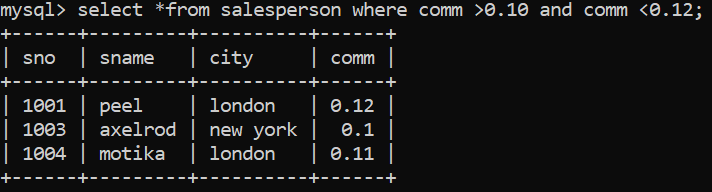 mysql> select *from salesperson where comm >0.10 and comm <0.12;
+------+---------+----------+------+
| sno  | sname   | city     | comm |
+------+---------+----------+------+
| 1001 | peel    | london   | 0.12 |
| 1003 | axelrod | new york |  0.1 |
| 1004 | motika  | london   | 0.11 |
+------+---------+----------+------+